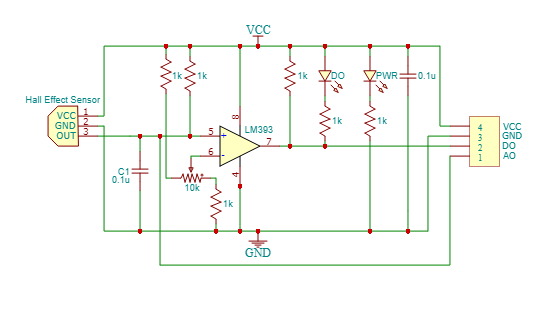 VCC
Hall Effect Sensor
VCC 1
GND 2
OUT 3
1k
1k
1k
DO
PWR
0.1u
1k
1k
8
LM393
5
+
6
-
7
4
C1
0.1u
10k
1k
GND
4 VCC
3 GND
2 DO
1 AO